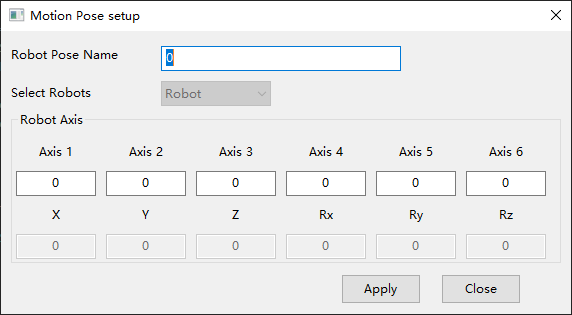 Motion Pose setup
Robot Pose Name 0
Select Robots Robot
Robot Axis
Axis 1 Axis 2 Axis 3 Axis 4 Axis 5 Axis 6
0 0 0 0 0 0
X Y Z Rx Ry Rz
0 0 0 0 0 0
Apply Close